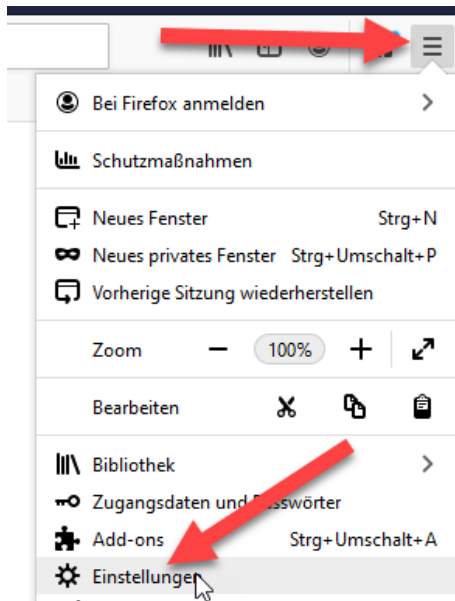 Bei Firefox anmelden
Schutzmaßnahmen
Neues Fenster Strg+N
Neues privates Fenster Strg+Umschalt+P
Vorherige Sitzung wiederherstellen
Zoom 100%
Bearbeiten
Bibliothek
Zugangsdaten und Passwörter
Add-ons Strg+Umschalt+A
Einstellungen